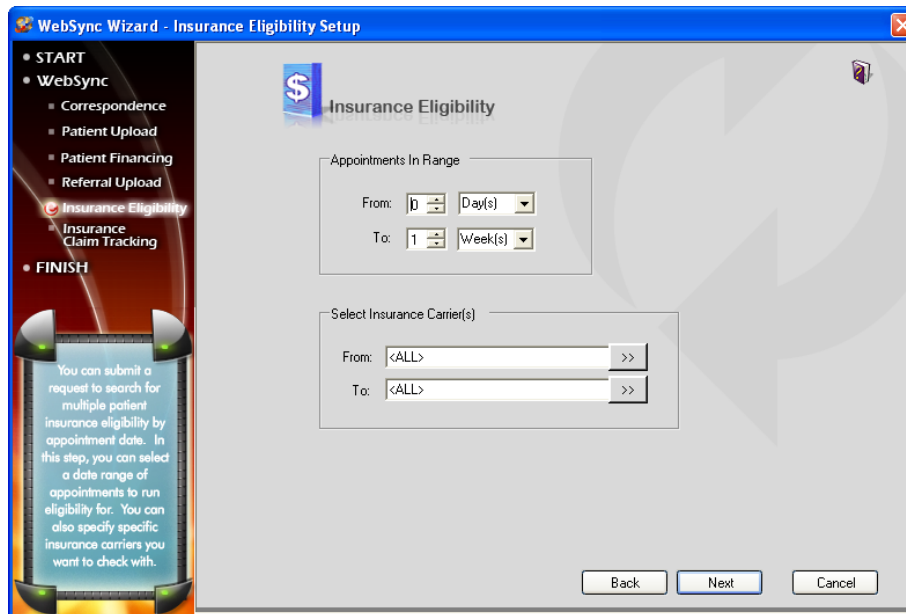 WebSync Wizard - Insurance Eligibility Setup
START
WebSync
Correspondence
Patient Upload
Patient Financing
Referral Upload
Insurance Eligibility
Insurance
Claim Tracking
FINISH
You can submit a
request to search for
multiple patient
insurance eligibility by
appointment date. In
this step, you can select
a date range of
appointments to run
eligibility for. You can
also specify specific
insurance carriers you
want to check with.
$
Insurance Eligibility
?
Appointments In Range
From: 0 Day(s)
To: 1 Week(s)
Select Insurance Carrier(s)
From: <ALL> >>
To: <ALL> >>
Back Next Cancel